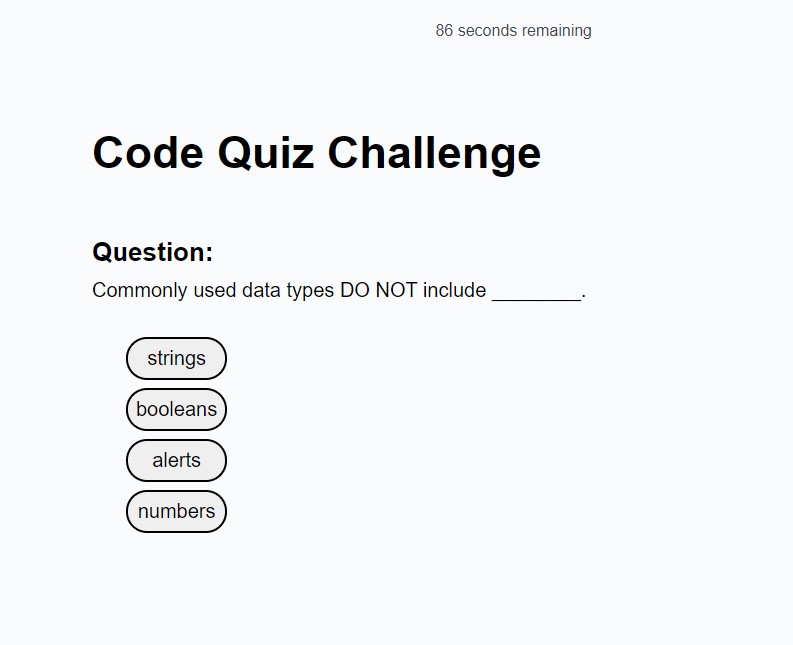 86 seconds remaining
Code Quiz Challenge
Question:
Commonly used data types DO NOT include ________.
strings
booleans
alerts
numbers